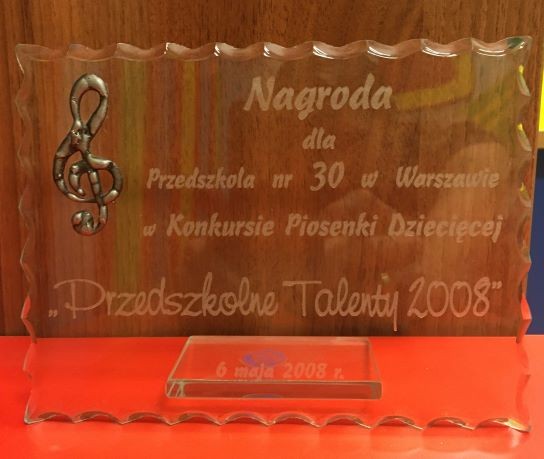 Nagroda
dla
Przedszkola nr 30 w Warszawie
w Konkursie Piosenki Dziecięcej
„Przedszkolne Talenty 2008”
6 maja 2008 r.